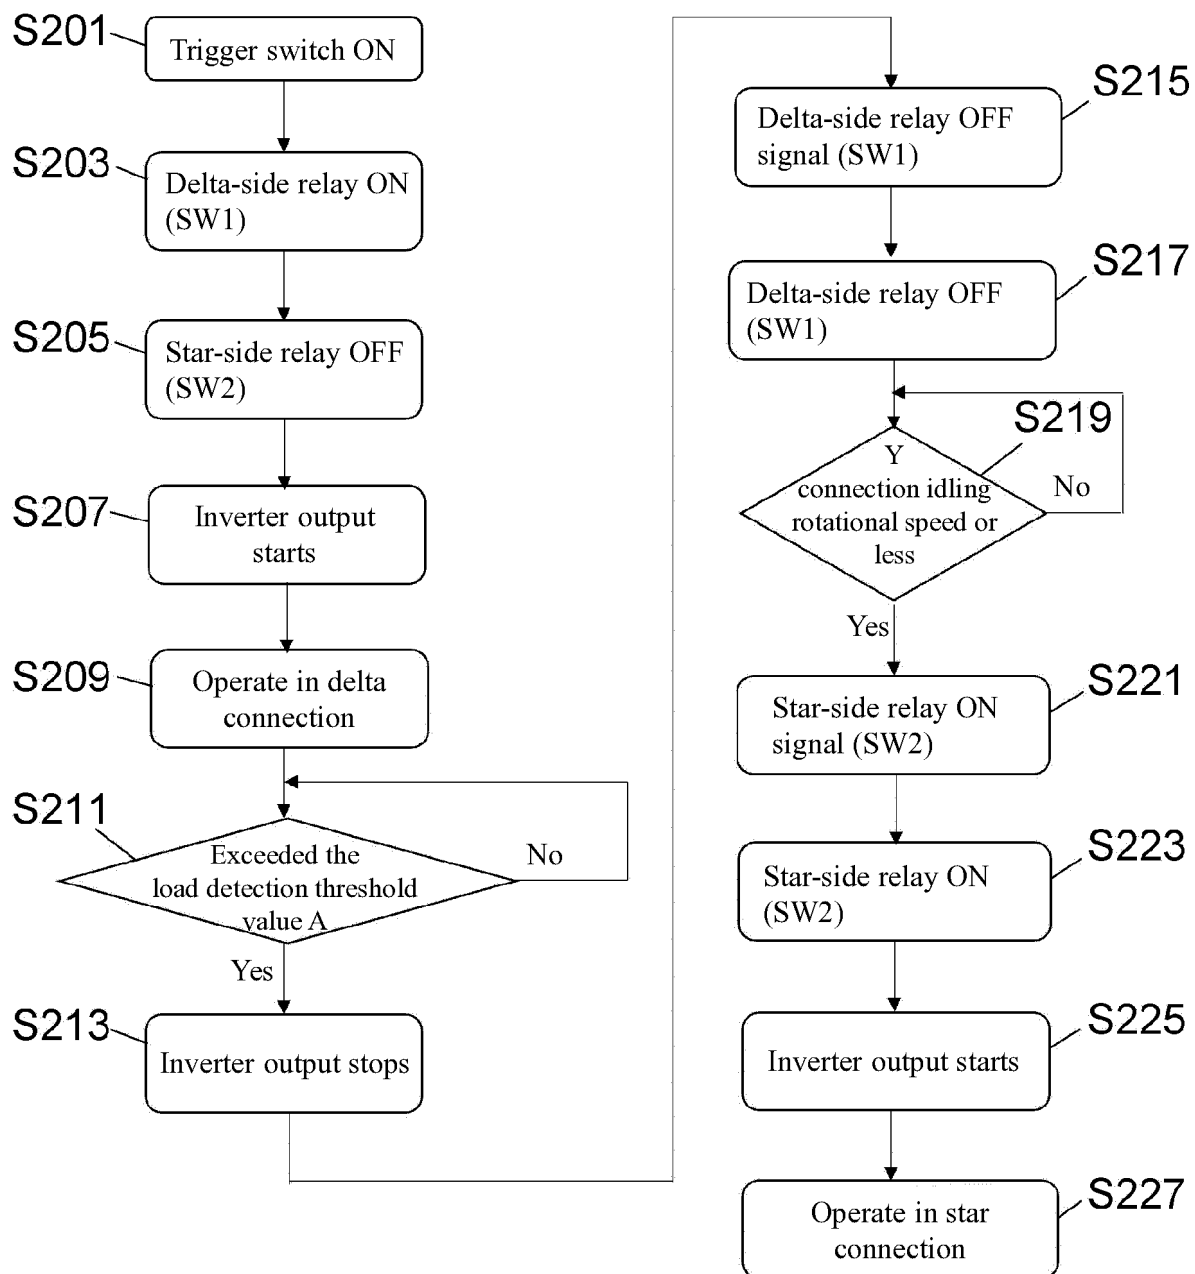 S201
Trigger switch ON
S203
Delta-side relay ON
(SW1)
S205
Star-side relay OFF
(SW2)
S207
Inverter output
starts
S209
Operate in delta
connection
S211
Exceeded the
load detection threshold
value A
No
Yes
S213
Inverter output stops
S215
Delta-side relay OFF
signal (SW1)
S217
Delta-side relay OFF
(SW1)
S219
Y
connection idling
rotational speed or
less
No
Yes
S221
Star-side relay ON
signal (SW2)
S223
Star-side relay ON
(SW2)
S225
Inverter output starts
S227
Operate in star
connection